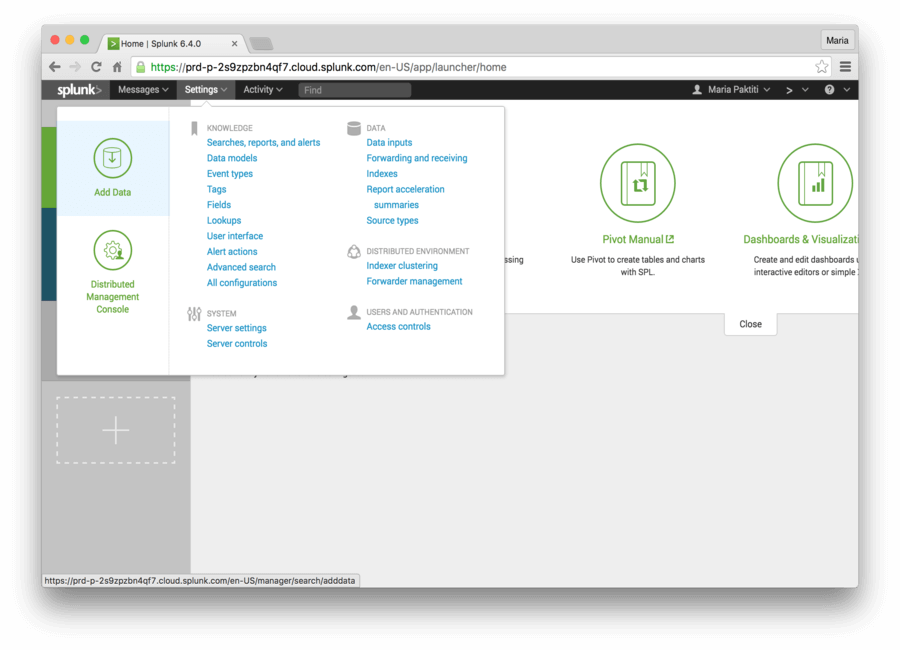 Home | Splunk 6.4.0
Maria
https://prd-p-2s9zpzbn4qf7.cloud.splunk.com/en-US/app/launcher/home
splunk> Messages Settings Activity Find Maria Paktiti
Add Data
Distributed
Management
Console
KNOWLEDGE
Searches, reports, and alerts
Data models
Event types
Tags
Fields
Lookups
User interface
Alert actions
Advanced search
All configurations
SYSTEM
Server settings
Server controls
DATA
Data inputs
Forwarding and receiving
Indexes
Report acceleration
summaries
Source types
DISTRIBUTED ENVIRONMENT
Indexer clustering
Forwarder management
USERS AND AUTHENTICATION
Access controls
Pivot Manual
Use Pivot to create tables and charts
with SPL.
Dashboards & Visualizati
Create and edit dashboards u
interactive editors or simple
Close
https://prd-p-2s9zpzbn4qf7.cloud.splunk.com/en-US/manager/search/adddata